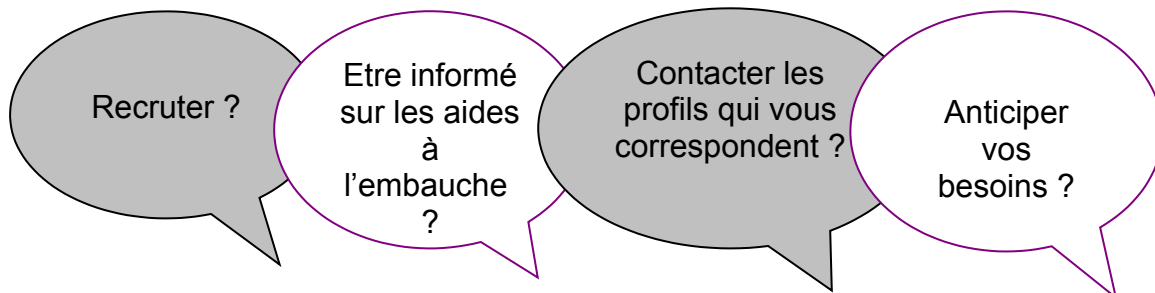 Recruter ?
Etre informé
sur les aides
à
l’embauche
?
Contacter les
profils qui vous
correspondent ?
Anticiper
vos
besoins ?